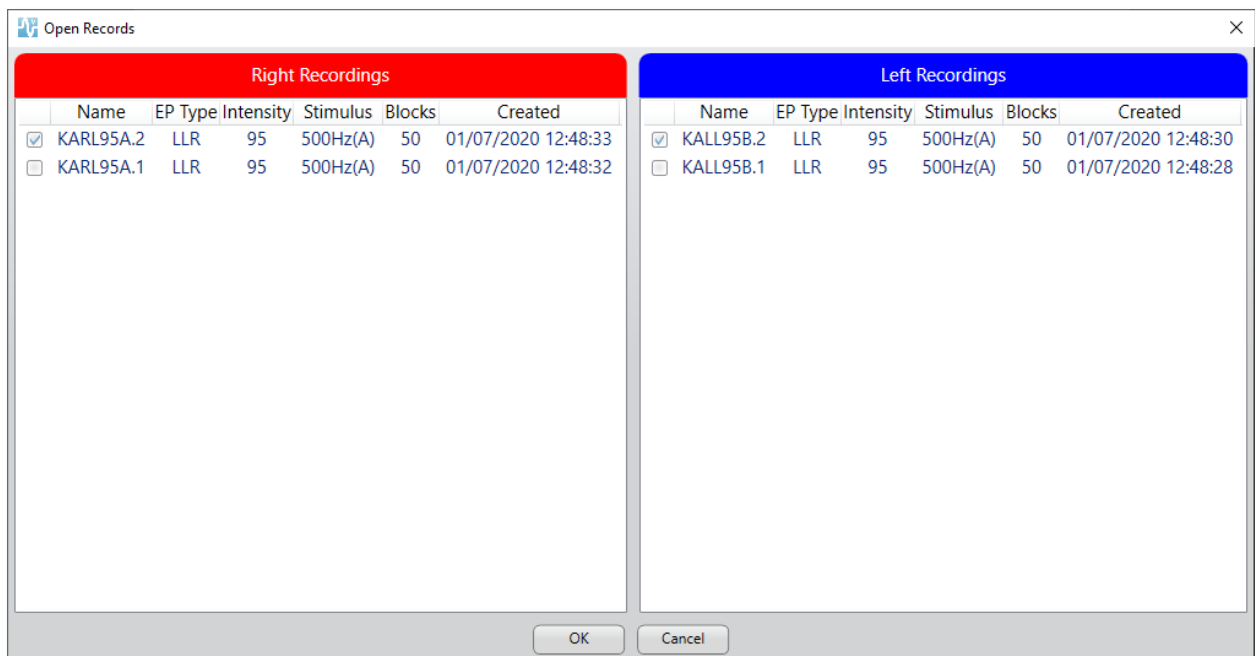 Open Records
Right Recordings
Name EP Type Intensity Stimulus Blocks Created
KARL95A.2 LLR 95 500Hz(A) 50 01/07/2020 12:48:33
KARL95A.1 LLR 95 500Hz(A) 50 01/07/2020 12:48:32
Left Recordings
Name EP Type Intensity Stimulus Blocks Created
KALL95B.2 LLR 95 500Hz(A) 50 01/07/2020 12:48:30
KALL95B.1 LLR 95 500Hz(A) 50 01/07/2020 12:48:28
OK Cancel